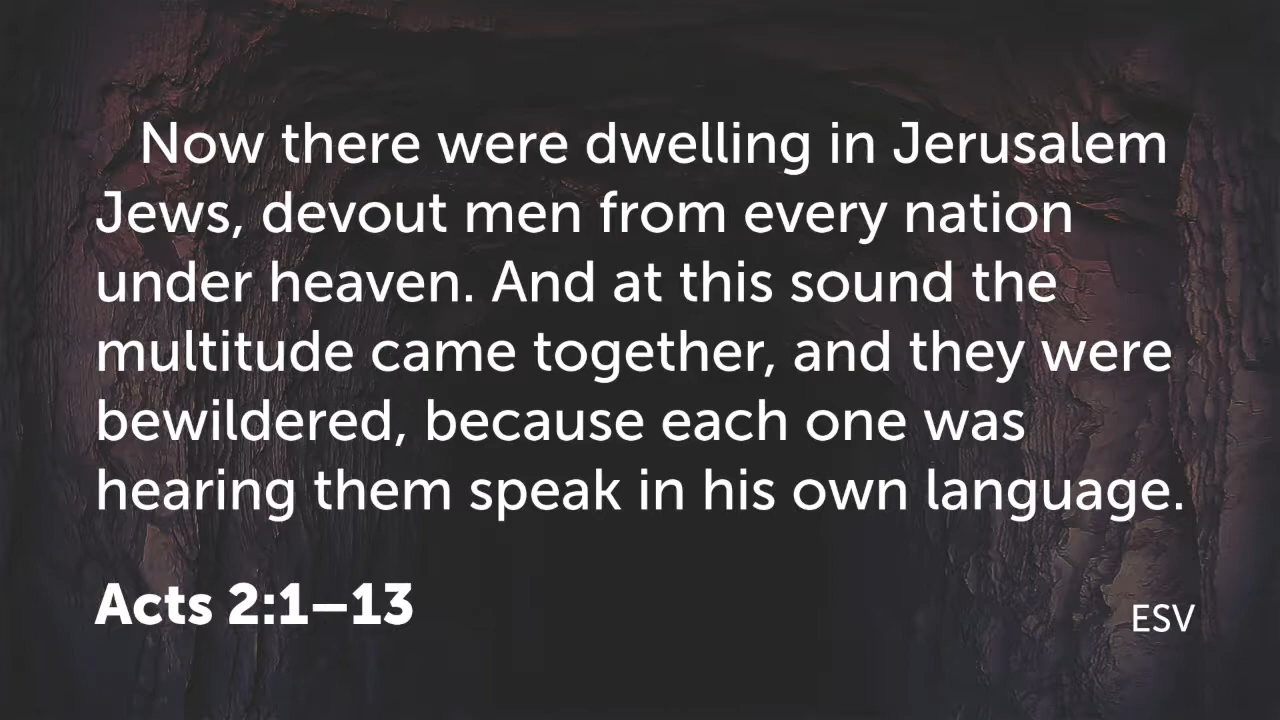 Now there were dwelling in Jerusalem
Jews, devout men from every nation
under heaven. And at this sound the
multitude came together, and they were
bewildered, because each one was
hearing them speak in his own language.
Acts 2:1–13
ESV